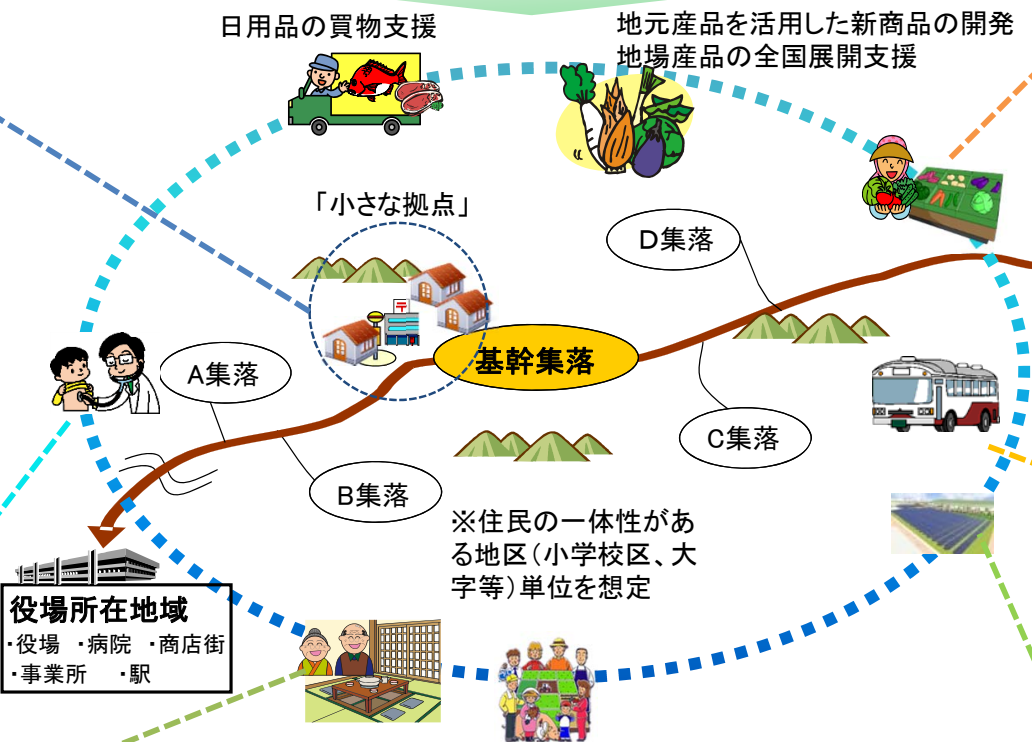 日用品の買物支援
地元産品を活用した新商品の開発
地場産品の全国展開支援
「小さな拠点」
〒
D集落
基幹集落
A集落
C集落
B集落
※住民の一体性があ
る地区(小学校区、大
字等)単位を想定
役場所在地域
・役場 ・病院 ・商店街
・事業所 ・駅